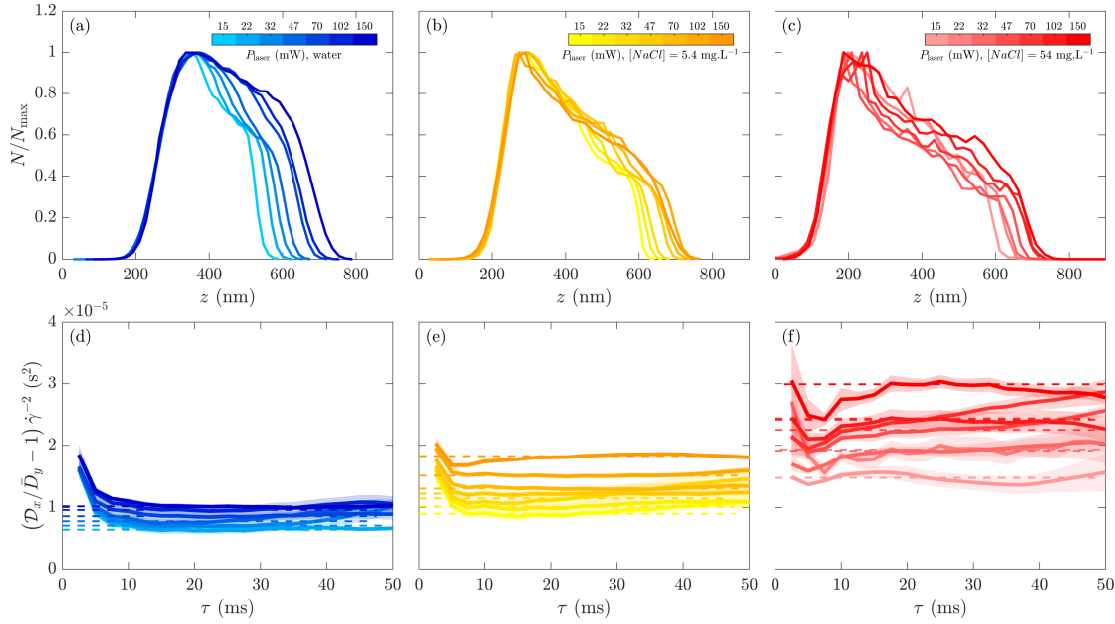 (a)
15 22 32 47 70 102 150
P_laser (mW), water
(b)
15 22 32 47 70 102 150
P_laser (mW), [NaCl] = 5.4 mg.L⁻¹
(c)
15 22 32 47 70 102 150
P_laser (mW), [NaCl] = 54 mg.L⁻¹
N/N_max
1.2
1
0.8
0.6
0.4
0.2
0
0 200 400 600 800
z (nm)
0 200 400 600 800
z (nm)
0 200 400 600 800
z (nm)
×10⁻⁵
(d)
(e)
(f)
(𝒟_x/D̄_y − 1) γ̇⁻² (s²)
4
3
2
1
0
0 10 20 30 40 50
τ (ms)
0 10 20 30 40 50
τ (ms)
0 10 20 30 40 50
τ (ms)